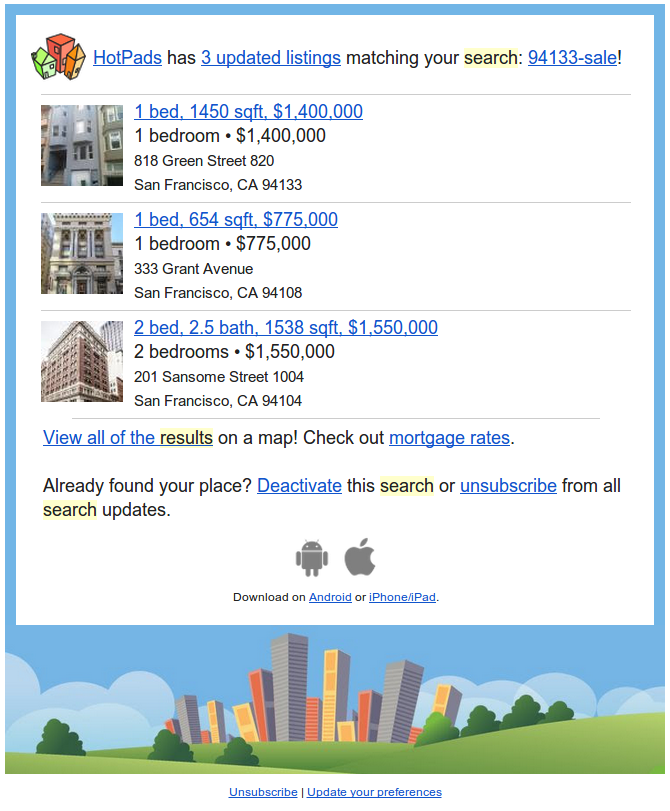 HotPads has 3 updated listings matching your search: 94133-sale!
1 bed, 1450 sqft, $1,400,000
1 bedroom • $1,400,000
818 Green Street 820
San Francisco, CA 94133
1 bed, 654 sqft, $775,000
1 bedroom • $775,000
333 Grant Avenue
San Francisco, CA 94108
2 bed, 2.5 bath, 1538 sqft, $1,550,000
2 bedrooms • $1,550,000
201 Sansome Street 1004
San Francisco, CA 94104
View all of the results on a map! Check out mortgage rates.
Already found your place? Deactivate this search or unsubscribe from all
search updates.
Download on Android or iPhone/iPad.
Unsubscribe | Update your preferences